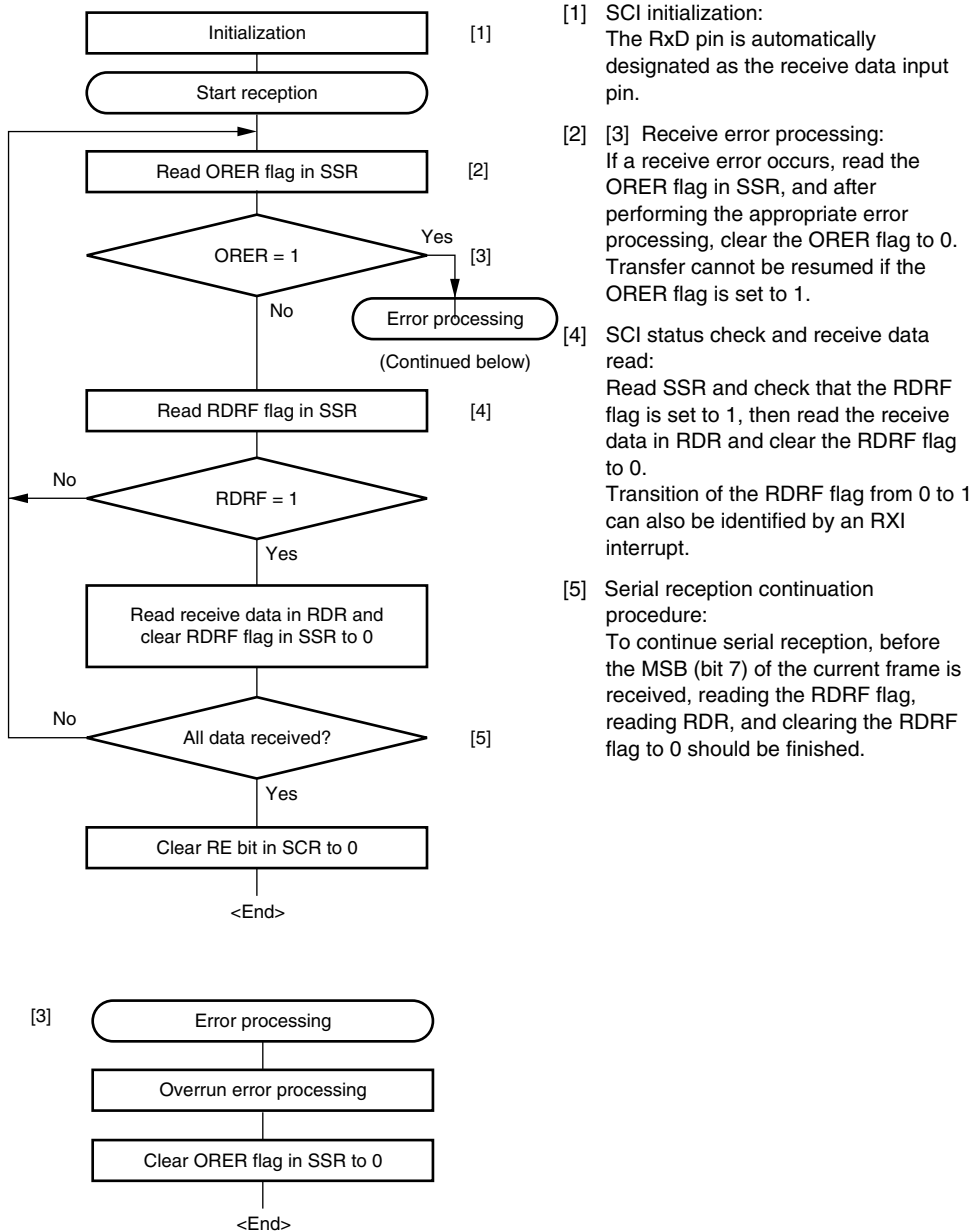 Initialization
[1]
Start reception
Read ORER flag in SSR
[2]
ORER = 1
Yes
[3]
No
Error processing
(Continued below)
Read RDRF flag in SSR
[4]
No
RDRF = 1
Yes
Read receive data in RDR and
clear RDRF flag in SSR to 0
No
All data received?
[5]
Yes
Clear RE bit in SCR to 0
<End>
[3]
Error processing
Overrun error processing
Clear ORER flag in SSR to 0
<End>
[1] SCI initialization:
The RxD pin is automatically
designated as the receive data input
pin.
[2] [3] Receive error processing:
If a receive error occurs, read the
ORER flag in SSR, and after
performing the appropriate error
processing, clear the ORER flag to 0.
Transfer cannot be resumed if the
ORER flag is set to 1.
[4] SCI status check and receive data
read:
Read SSR and check that the RDRF
flag is set to 1, then read the receive
data in RDR and clear the RDRF flag
to 0.
Transition of the RDRF flag from 0 to 1
can also be identified by an RXI
interrupt.
[5] Serial reception continuation
procedure:
To continue serial reception, before
the MSB (bit 7) of the current frame is
received, reading the RDRF flag,
reading RDR, and clearing the RDRF
flag to 0 should be finished.